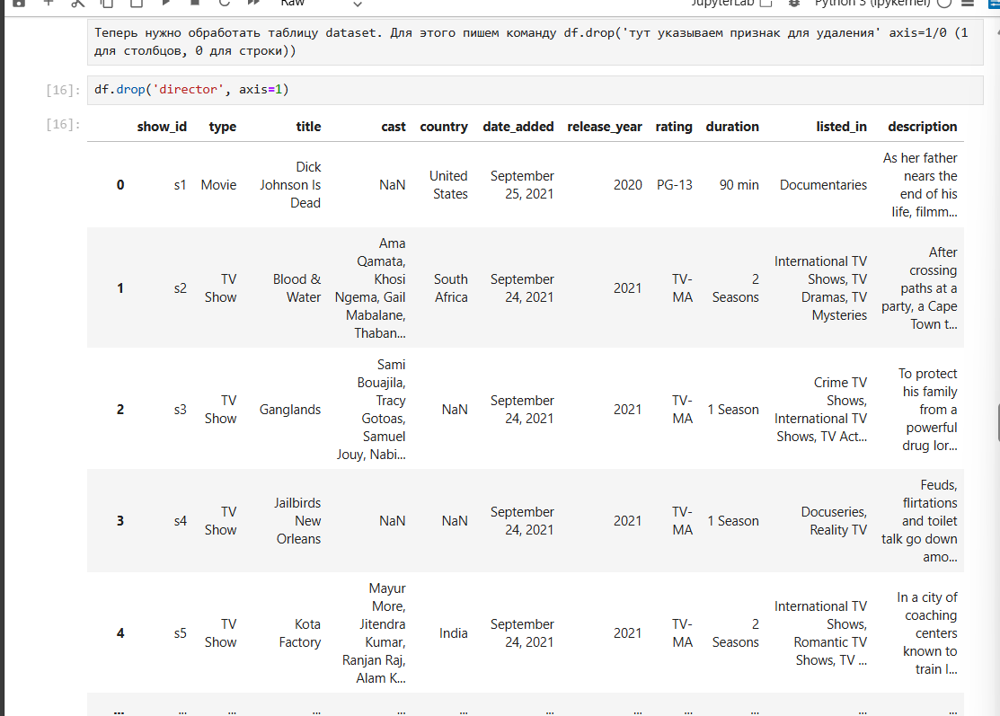 Raw
JupyterLab
Python 3 (ipykernel)
Теперь нужно обработать таблицу dataset. Для этого пишем команду df.drop('тут указываем признак для удаления' axis=1/0 (1
для столбцов, 0 для строки))
[16]: df.drop('director', axis=1)
[16]:
show_id type title cast country date_added release_year rating duration listed_in description
0 s1 Movie Dick Johnson Is Dead NaN United States September 25, 2021 2020 PG-13 90 min Documentaries As her father nears the end of his life, filmm...
1 s2 TV Show Blood & Water Ama Qamata, Khosi Ngema, Gail Mabalane, Thaban... South Africa September 24, 2021 2021 TV-MA 2 Seasons International TV Shows, TV Dramas, TV Mysteries After crossing paths at a party, a Cape Town t...
2 s3 TV Show Ganglands Sami Bouajila, Tracy Gotoas, Samuel Jouy, Nabi... NaN September 24, 2021 2021 TV-MA 1 Season Crime TV Shows, International TV Shows, TV Act... To protect his family from a powerful drug lor...
3 s4 TV Show Jailbirds New Orleans NaN NaN September 24, 2021 2021 TV-MA 1 Season Docuseries, Reality TV Feuds, flirtations and toilet talk go down amo...
4 s5 TV Show Kota Factory Mayur More, Jitendra Kumar, Ranjan Raj, Alam K... India September 24, 2021 2021 TV-MA 2 Seasons International TV Shows, Romantic TV Shows, TV ... In a city of coaching centers known to train I...
... ... ... ... ... ... ... ... ... ... ... ...